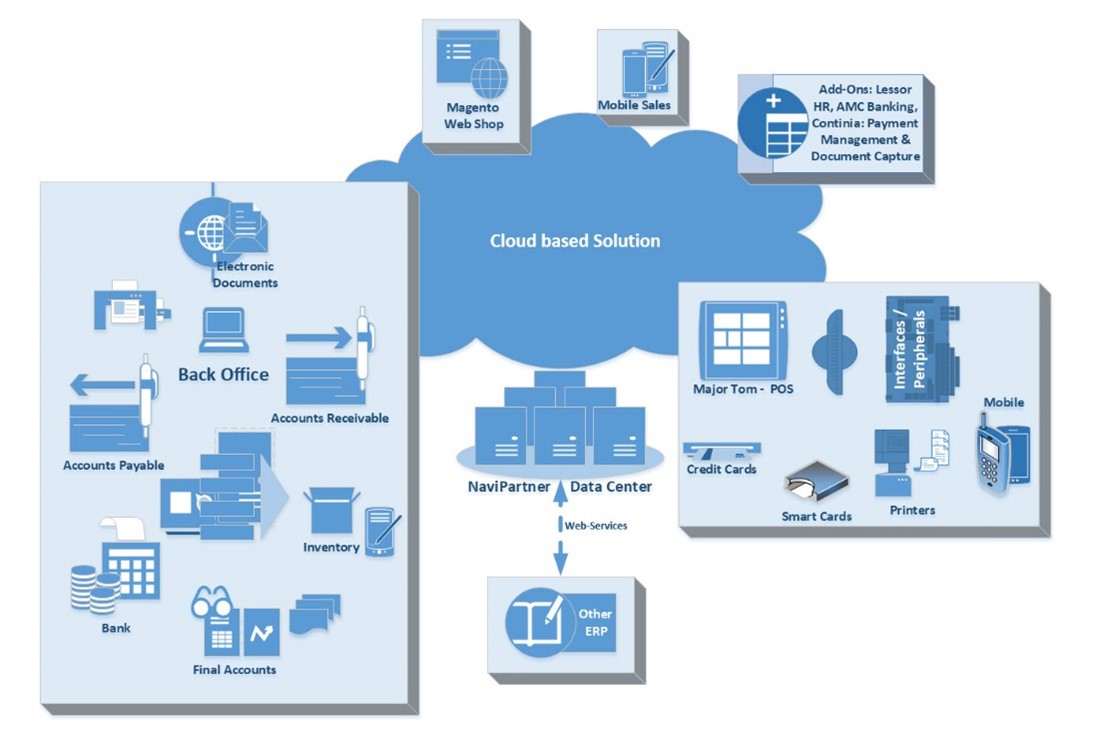 Magento
Web Shop
Mobile Sales
Add-Ons: Lessor
HR, AMC Banking,
Continia: Payment
Management &
Document Capture
Cloud based Solution
Electronic
Documents
Back Office
Accounts Receivable
Accounts Payable
Inventory
Bank
Final Accounts
Major Tom - POS
Interfaces /
Peripherals
Mobile
Credit Cards
Smart Cards
Printers
NaviPartner Data Center
Web-Services
Other
ERP